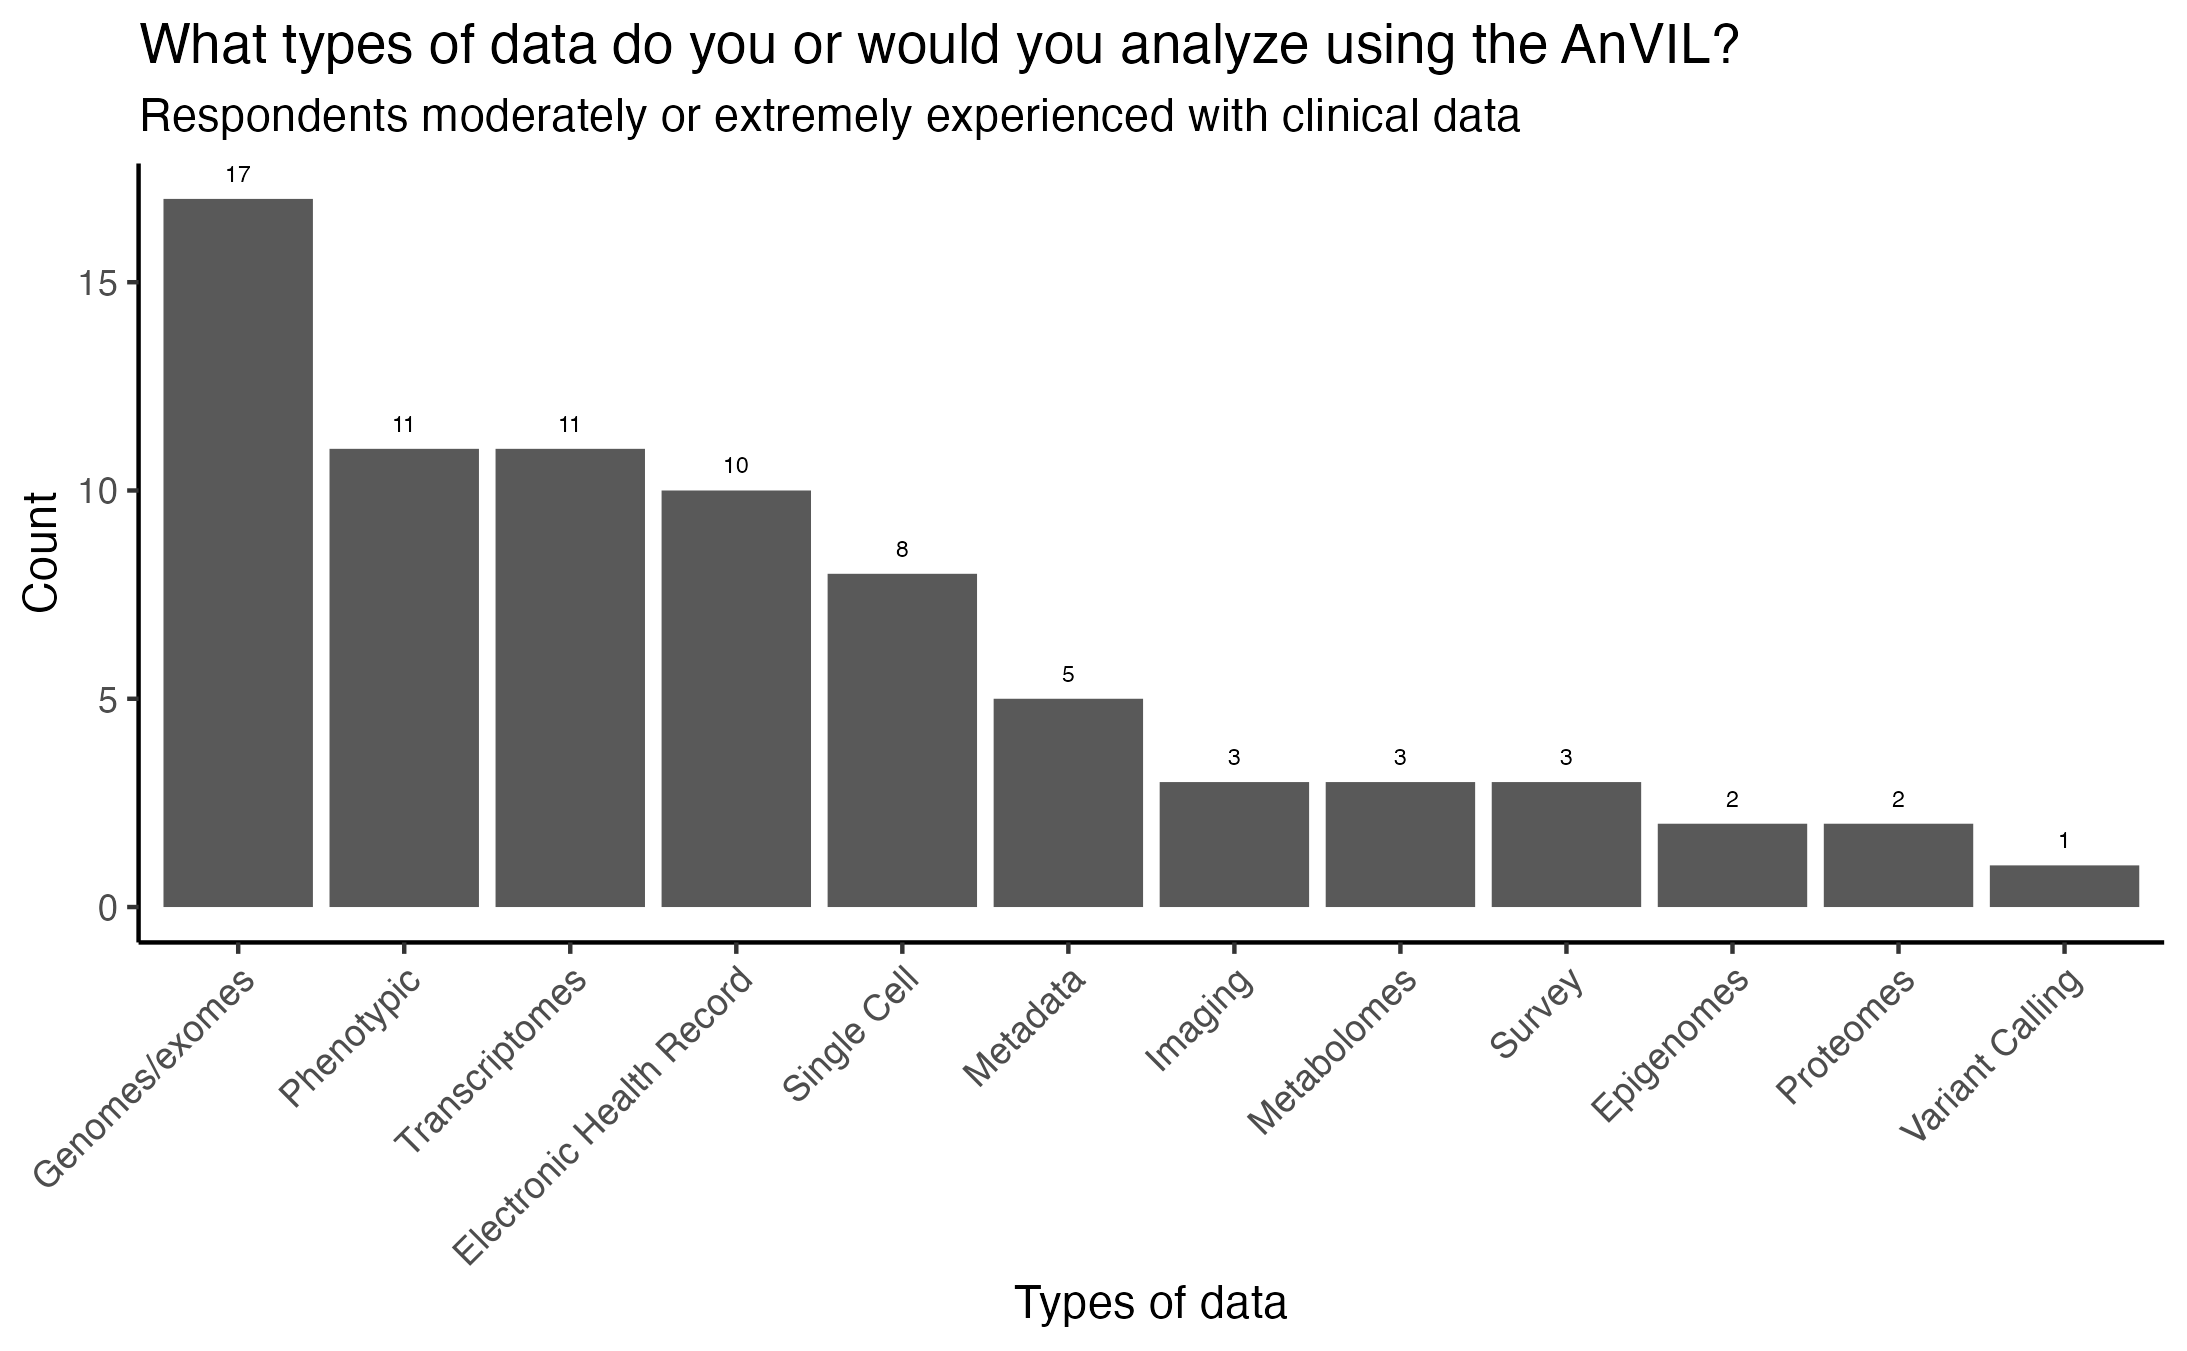 What types of data do you or would you analyze using the AnVIL?
Respondents moderately or extremely experienced with clinical data
Count
15
10
5
0
17
11
11
10
8
5
3
3
3
2
2
1
Genomes/exomes
Phenotypic
Transcriptomes
Electronic Health Record
Single Cell
Metadata
Imaging
Metabolomes
Survey
Epigenomes
Proteomes
Variant Calling
Types of data